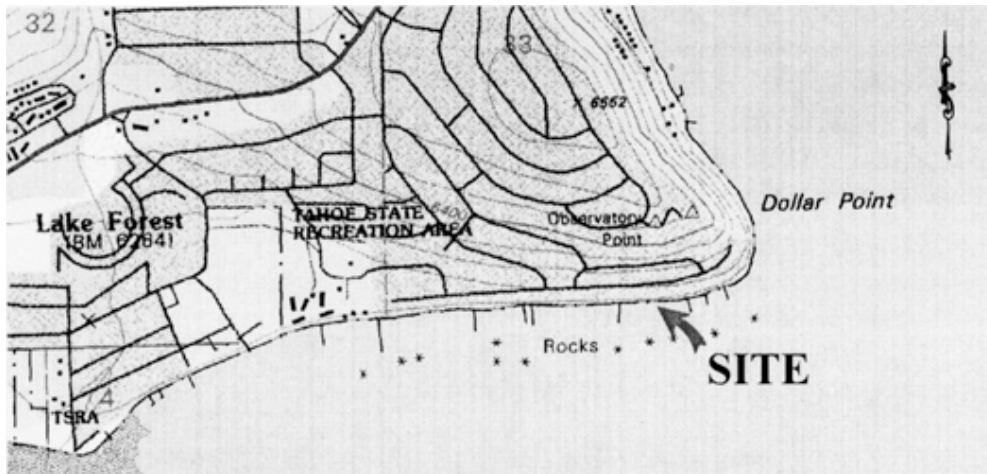 32
33
6552
Dollar Point
Lake Forest
(BM 6284)
TAHOE STATE
RECREATION AREA
6400
Observatory
Point
Rocks
SITE
TSRA
4